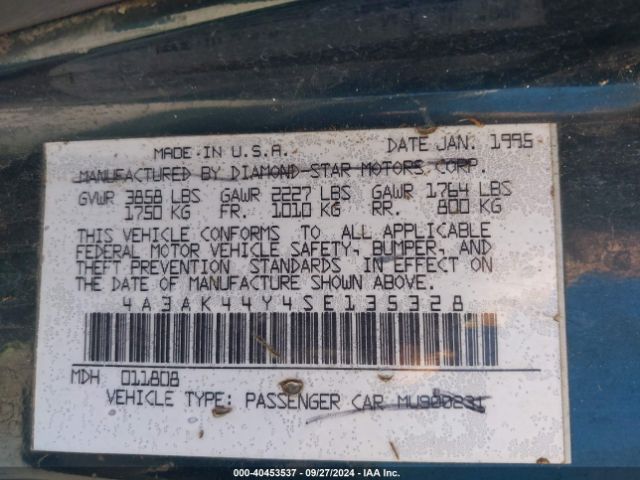 MADE IN U.S.A. DATE JAN. 1995
MANUFACTURED BY DIAMOND-STAR MOTORS CORP.
GVWR 3858 LBS GAWR 2227 LBS GAWR 1764 LBS
1750 KG FR. 1010 KG RR. 800 KG
THIS VEHICLE CONFORMS TO ALL APPLICABLE
FEDERAL MOTOR VEHICLE SAFETY, BUMPER, AND
THEFT PREVENTION STANDARDS IN EFFECT ON
THE DATE OF MANUFACTURE SHOWN ABOVE.
4A3AK44Y4SE135328
MDH 011808
VEHICLE TYPE: PASSENGER CAR
000-40453537 - 09/27/2024 - IAA Inc.